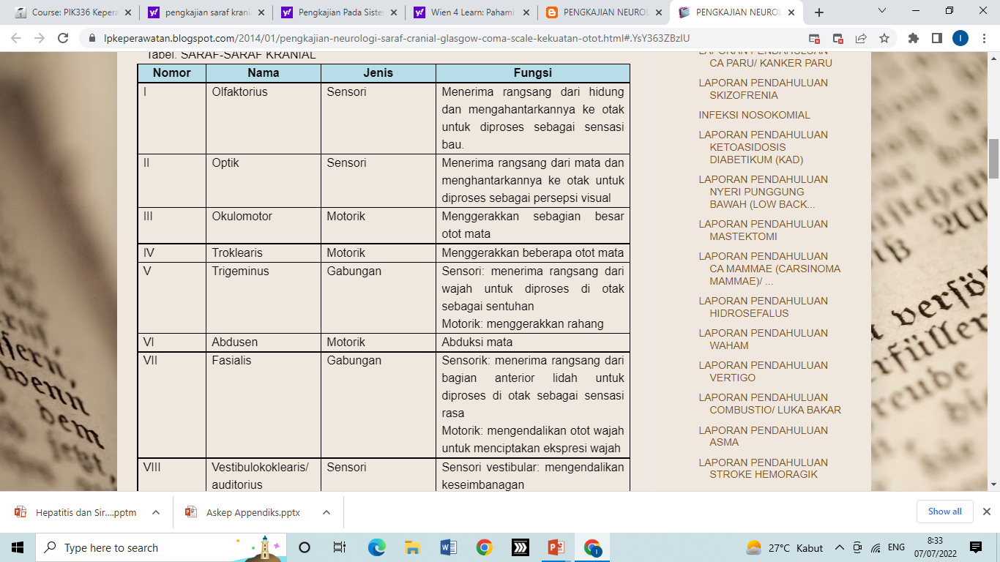 Course: PIK336 Kepera
pengkajian saraf krani
Pengkajian Pada Sister
Wien 4 Learn: Pahami
PENGKAJIAN NEUROL
PENGKAJIAN NEUROL
lpkeperawatan.blogspot.com/2014/01/pengkajian-neurologi-saraf-cranial-glasgow-coma-scale-kekuatan-otot.html#.YsY363ZBzIU
I
Tabel: SARAF-SARAF KRANIAL
Nomor Nama Jenis Fungsi
I Olfaktorius Sensori Menerima rangsang dari hidung
dan mengahantarkannya ke otak
untuk diproses sebagai sensasi
bau.
II Optik Sensori Menerima rangsang dari mata dan
menghantarkannya ke otak untuk
diproses sebagai persepsi visual
III Okulomotor Motorik Menggerakkan sebagian besar
otot mata
IV Troklearis Motorik Menggerakkan beberapa otot mata
V Trigeminus Gabungan Sensori: menerima rangsang dari
wajah untuk diproses di otak
sebagai sentuhan
Motorik: menggerakkan rahang
VI Abdusen Motorik Abduksi mata
VII Fasialis Gabungan Sensorik: menerima rangsang dari
bagian anterior lidah untuk
diproses di otak sebagai sensasi
rasa
Motorik: mengendalikan otot wajah
untuk menciptakan ekspresi wajah
VIII Vestibulokoklearis/ Sensori Sensori vestibular: mengendalikan
auditorius keseimbanagan
LAPORAN PENDAHULUAN
CA PARU/ KANKER PARU
LAPORAN PENDAHULUAN
SKIZOFRENIA
INFEKSI NOSOKOMIAL
LAPORAN PENDAHULUAN
KETOASIDOSIS
DIABETIKUM (KAD)
LAPORAN PENDAHULUAN
NYERI PUNGGUNG
BAWAH (LOW BACK...
LAPORAN PENDAHULUAN
MASTEKTOMI
LAPORAN PENDAHULUAN
CA MAMMAE (CARSINOMA
MAMMAE)/ ...
LAPORAN PENDAHULUAN
HIDROSEFALUS
LAPORAN PENDAHULUAN
WAHAM
LAPORAN PENDAHULUAN
VERTIGO
LAPORAN PENDAHULUAN
COMBUSTIO/ LUKA BAKAR
LAPORAN PENDAHULUAN
ASMA
LAPORAN PENDAHULUAN
STROKE HEMORAGIK
wenn
dem
Hepatitis dan Sir....pptm
Askep Appendiks.pptx
Show all
Type here to search
27°C Kabut
ENG
8:33
07/07/2022